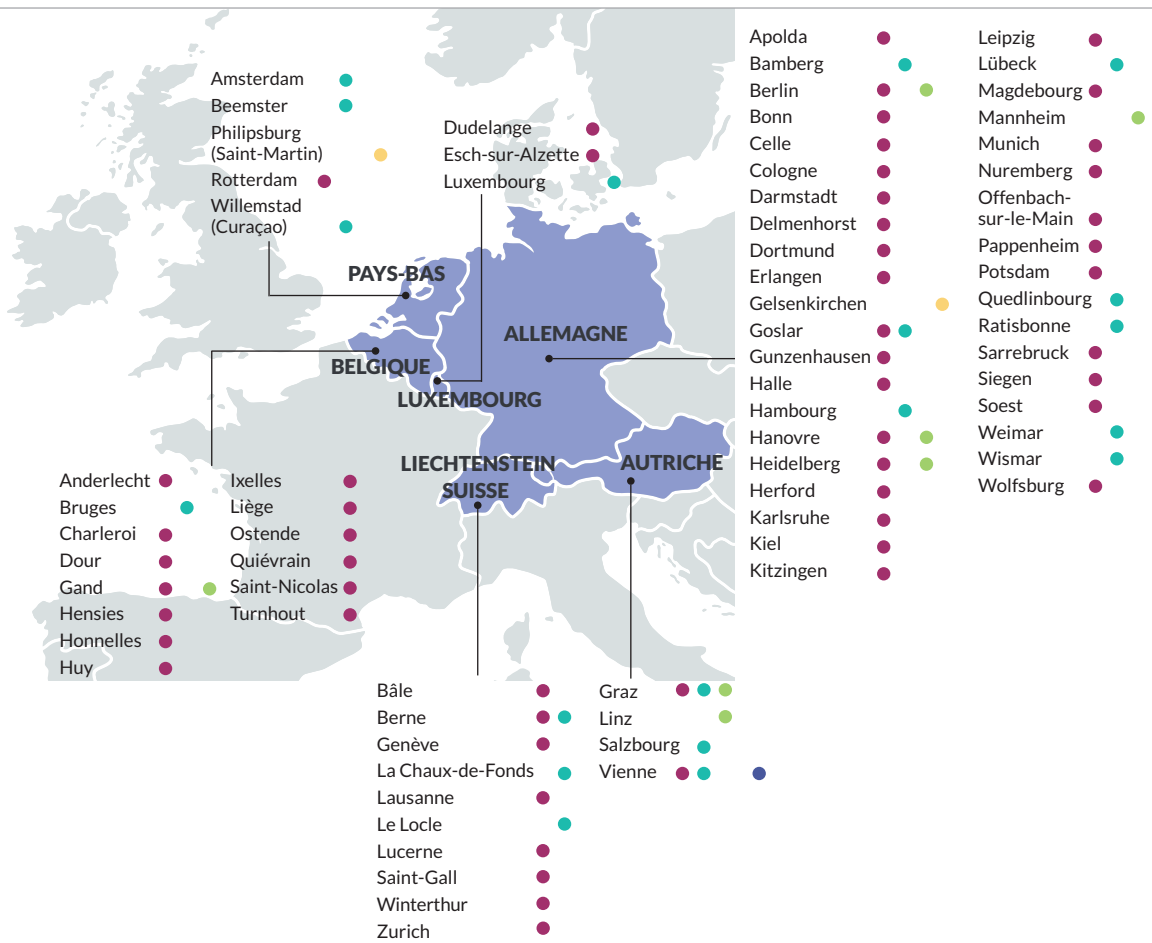 Amsterdam
Beemster
Philipsburg
(Saint-Martin)
Rotterdam
Willemstad
(Curaçao)
Dudelange
Esch-sur-Alzette
Luxembourg
PAYS-BAS
ALLEMAGNE
BELGIQUE
LUXEMBOURG
LIECHTENSTEIN
SUISSE
AUTRICHE
Anderlecht
Bruges
Charleroi
Dour
Gand
Hensies
Honnelles
Huy
Ixelles
Liège
Ostende
Quiévrain
Saint-Nicolas
Turnhout
Bâle
Berne
Genève
La Chaux-de-Fonds
Lausanne
Le Locle
Lucerne
Saint-Gall
Winterthur
Zurich
Graz
Linz
Salzbourg
Vienne
Apolda
Bamberg
Berlin
Bonn
Celle
Cologne
Darmstadt
Delmenhorst
Dortmund
Erlangen
Gelsenkirchen
Goslar
Gunzenhausen
Halle
Hambourg
Hanovre
Heidelberg
Herford
Karlsruhe
Kiel
Kitzingen
Leipzig
Lübeck
Magdebourg
Mannheim
Munich
Nuremberg
Offenbach-
sur-le-Main
Pappenheim
Potsdam
Quedlinbourg
Ratisbonne
Sarrebruck
Siegen
Soest
Weimar
Wismar
Wolfsburg